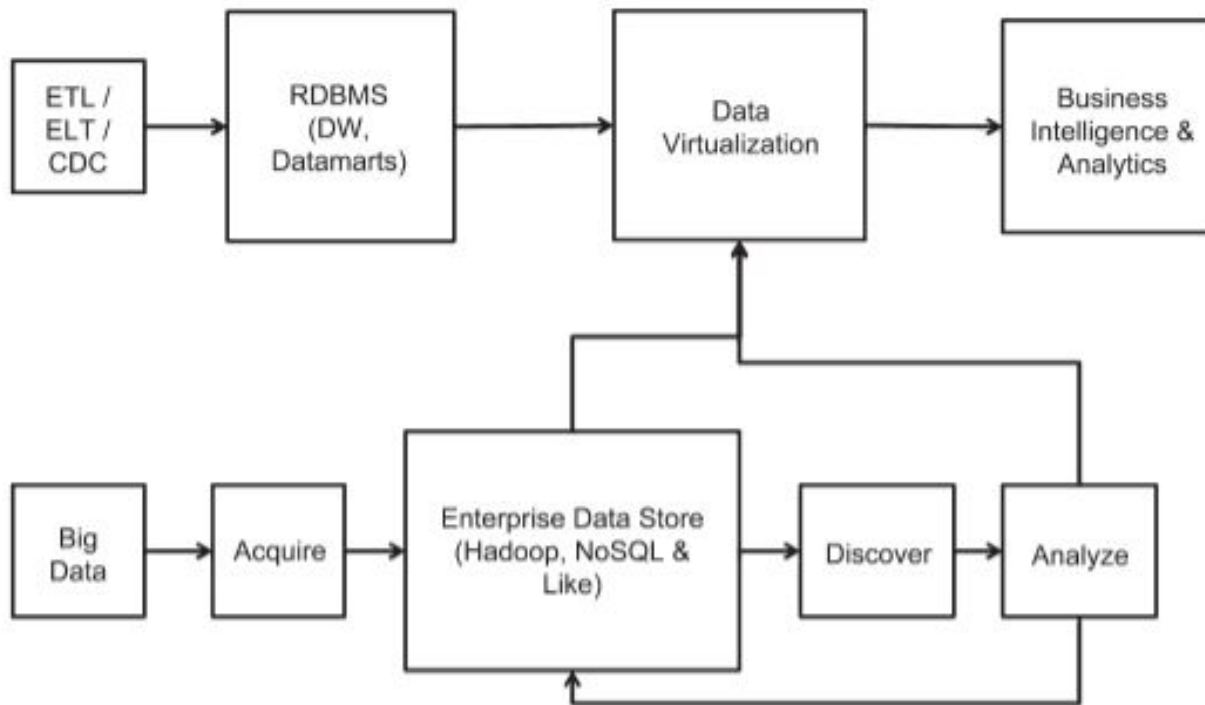 ETL /
ELT /
CDC
RDBMS
(DW,
Datamarts)
Data
Virtualization
Business
Intelligence &
Analytics
Big
Data
Acquire
Enterprise Data Store
(Hadoop, NoSQL &
Like)
Discover
Analyze